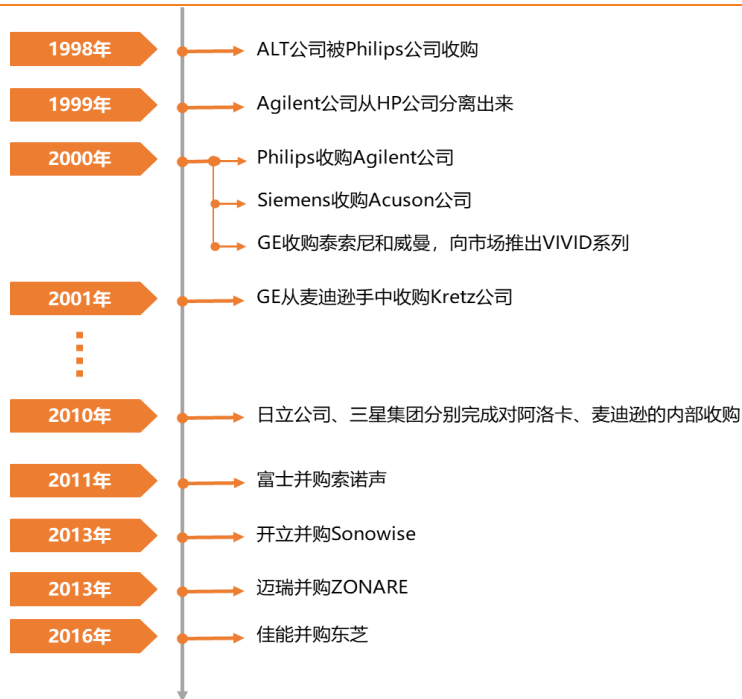 1998年
ALT公司被Philips公司收购
1999年
Agilent公司从HP公司分离出来
2000年
Philips收购Agilent公司
Siemens收购Acuson公司
GE收购泰索尼和威曼，向市场推出VIVID系列
2001年
GE从麦迪逊手中收购Kretz公司
2010年
日立公司、三星集团分别完成对阿洛卡、麦迪逊的内部收购
2011年
富士并购索诺声
2013年
开立并购Sonowise
2013年
迈瑞并购ZONARE
2016年
佳能并购东芝